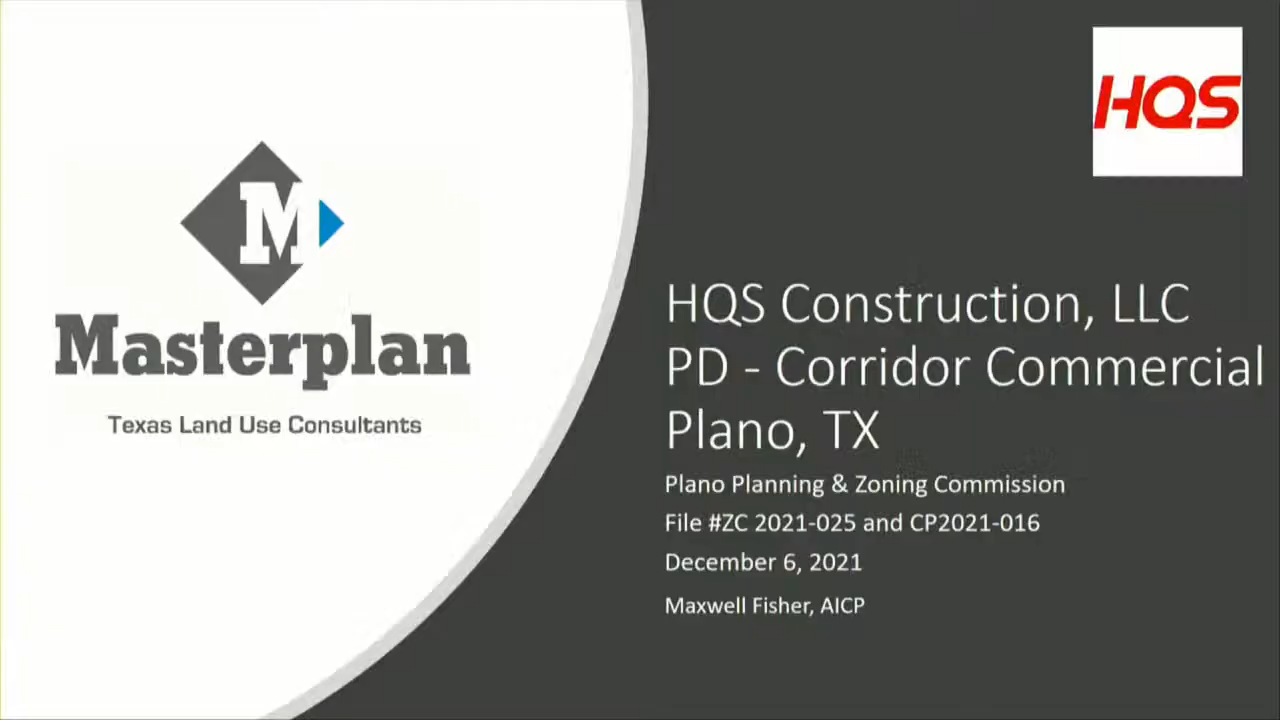 M
Masterplan
Texas Land Use Consultants
HQS
HQS Construction, LLC
PD - Corridor Commercial
Plano, TX
Plano Planning & Zoning Commission
File #ZC 2021-025 and CP2021-016
December 6, 2021
Maxwell Fisher, AICP